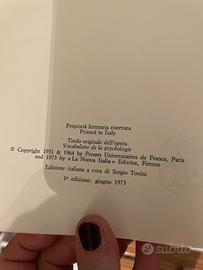 Proprietà letteraria riservata
Printed in Italy
Titolo originale dell'opera
Vocabulaire de la psychologie
© Copyright 1951 & 1964 by Presses Universitaires de France, Paris
and 1973 by « La Nuova Italia » Editrice, Firenze
Edizione italiana a cura di Sergio Tovini
1ª edizione: giugno 1973
subito